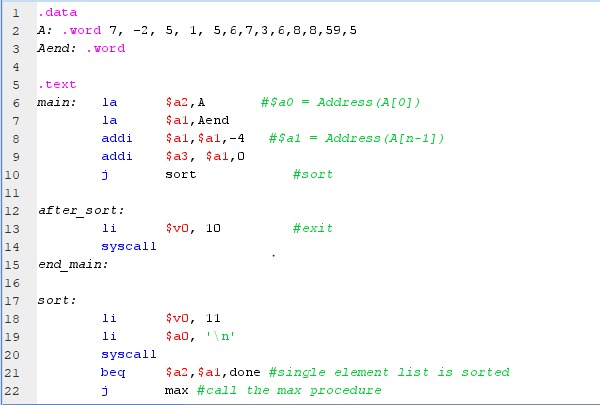 1 .data
2 A: .word 7, -2, 5, 1, 5,6,7,3,6,8,8,59,5
3 Aend: .word
4
5 .text
6 main: la $a2,A #$a0 = Address(A[0])
7 la $a1,Aend
8 addi $a1,$a1,-4 #$a1 = Address(A[n-1])
9 addi $a3, $a1,0
10 j sort #sort
11
12 after_sort:
13 li $v0, 10 #exit
14 syscall
15 end_main:
16
17 sort:
18 li $v0, 11
19 li $a0, '\n'
20 syscall
21 beq $a2,$a1,done #single element list is sorted
22 j max #call the max procedure